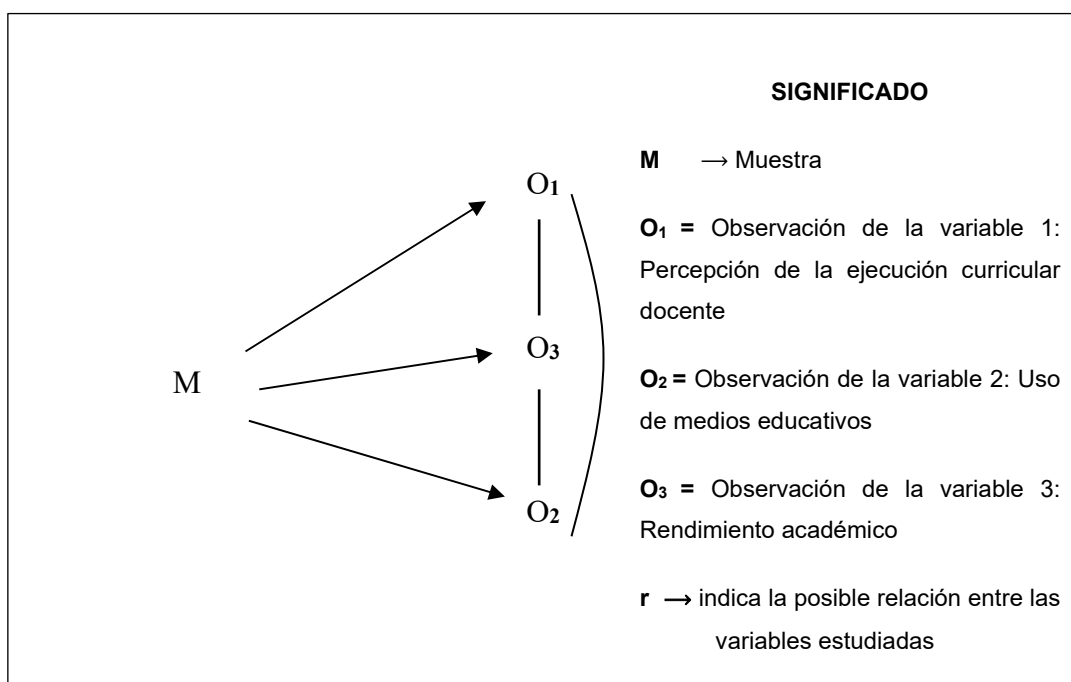 SIGNIFICADO
M → Muestra
O1 = Observación de la variable 1:
Percepción de la ejecución curricular
docente
O2 = Observación de la variable 2: Uso
de medios educativos
O3 = Observación de la variable 3:
Rendimiento académico
r → indica la posible relación entre las
variables estudiadas
M
O1
O3
O2